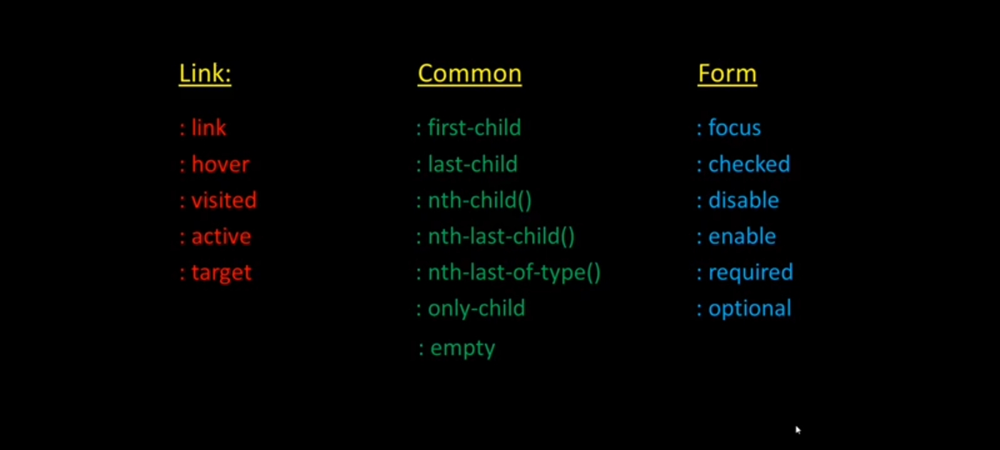 Link:
: link
: hover
: visited
: active
: target
Common
: first-child
: last-child
: nth-child()
: nth-last-child()
: nth-last-of-type()
: only-child
: empty
Form
: focus
: checked
: disable
: enable
: required
: optional